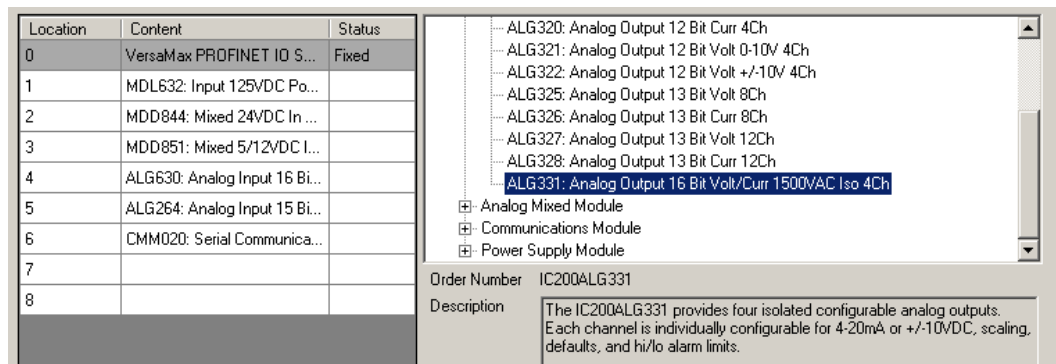 Location Content Status
0 VersaMax PROFINET IO S... Fixed
1 MDL632: Input 125VDC Po...
2 MDD844: Mixed 24VDC In ...
3 MDD851: Mixed 5/12VDC I...
4 ALG630: Analog Input 16 Bi...
5 ALG264: Analog Input 15 Bi...
6 CMM020: Serial Communica...
7
8
ALG320: Analog Output 12 Bit Curr 4Ch
ALG321: Analog Output 12 Bit Volt 0-10V 4Ch
ALG322: Analog Output 12 Bit Volt +/-10V 4Ch
ALG325: Analog Output 13 Bit Volt 8Ch
ALG326: Analog Output 13 Bit Curr 8Ch
ALG327: Analog Output 13 Bit Volt 12Ch
ALG328: Analog Output 13 Bit Curr 12Ch
ALG331: Analog Output 16 Bit Volt/Curr 1500VAC Iso 4Ch
Analog Mixed Module
Communications Module
Power Supply Module
Order Number IC200ALG331
Description The IC200ALG331 provides four isolated configurable analog outputs.
Each channel is individually configurable for 4-20mA or +/-10VDC, scaling,
defaults, and hi/lo alarm limits.